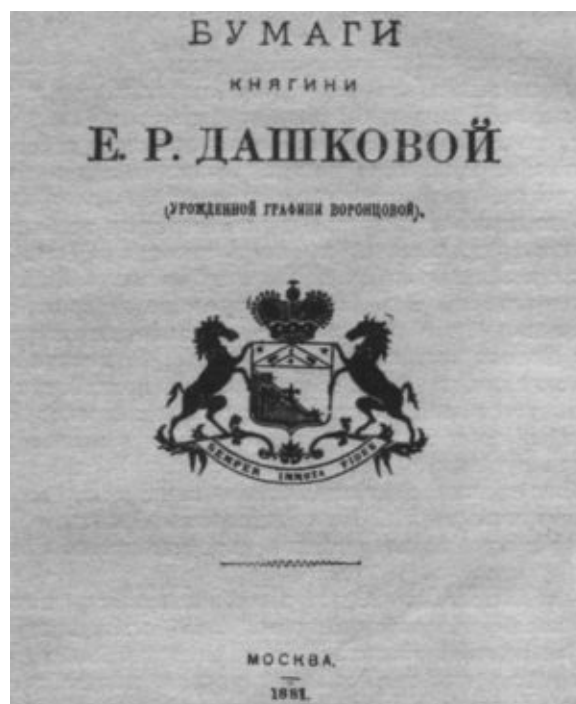 БУМАГИ
КНЯГИНИ
Е. Р. ДАШКОВОЙ
(УРОЖДЕННОЙ ГРАФИНИ ВОРОНЦОВОЙ).
SEMPER IMMOTA FIDES
МОСКВА.
1881.